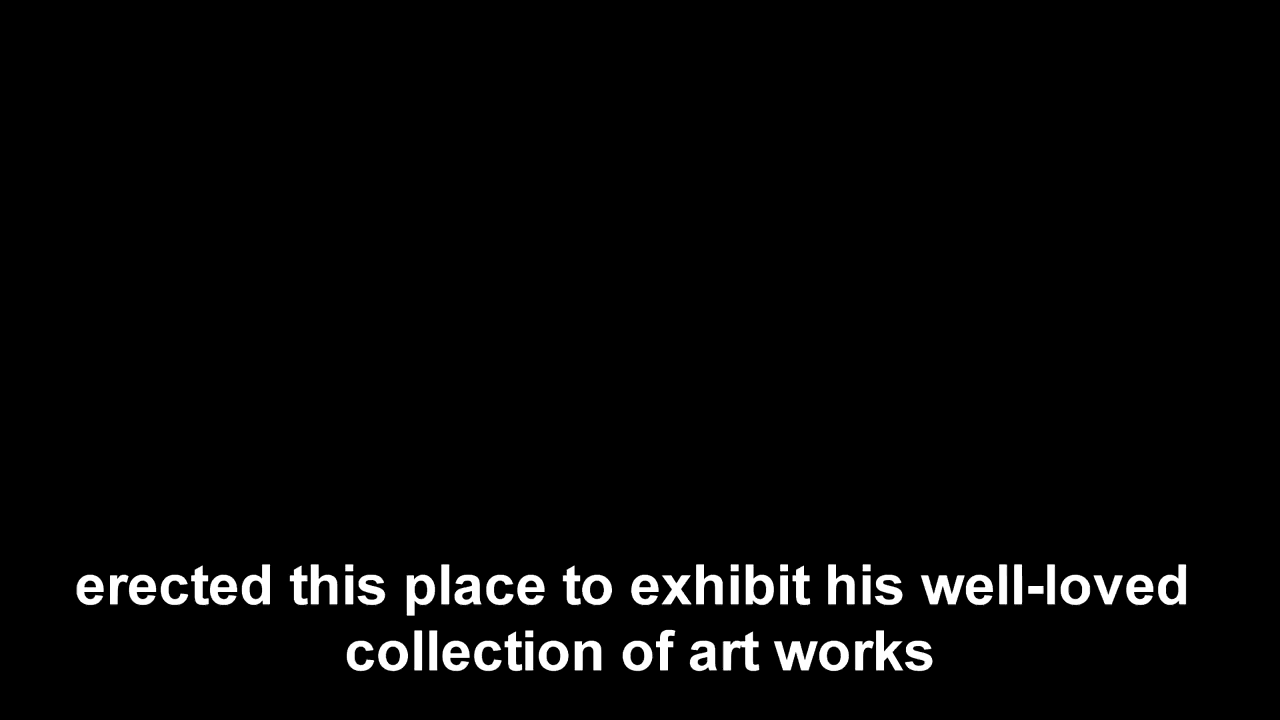 erected this place to exhibit his well-loved
collection of art works